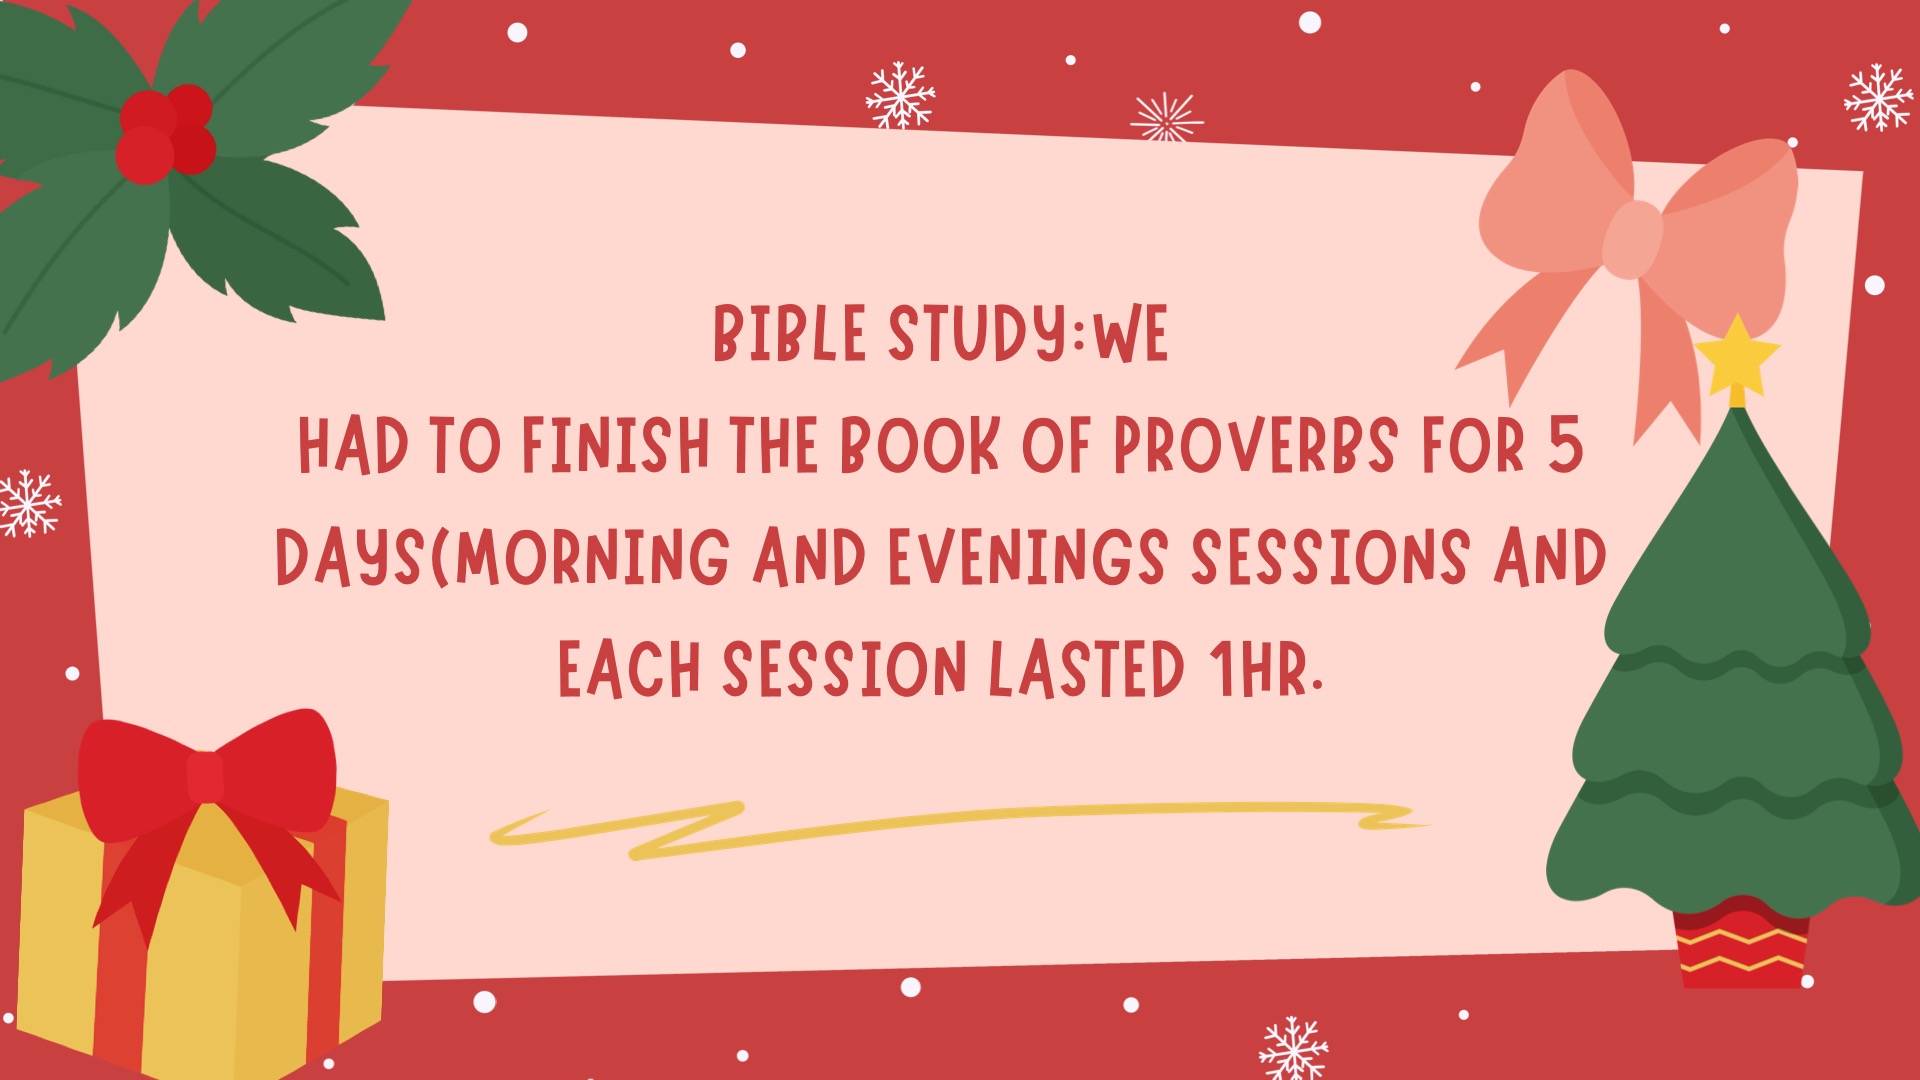 BIBLE STUDY:WE
HAD TO FINISH THE BOOK OF PROVERBS FOR 5
DAYS(MORNING AND EVENINGS SESSIONS AND
EACH SESSION LASTED 1HR.